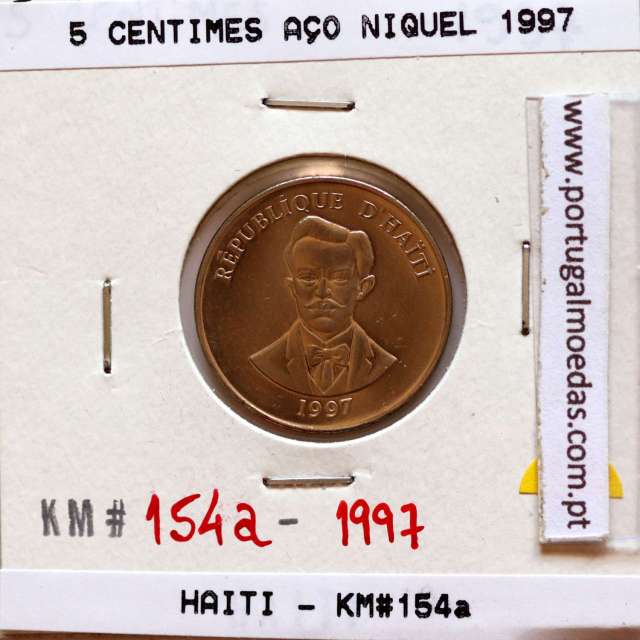 5 CENTIMES AÇO NIQUEL 1997
RÉPUBLIQUE D'HAÏTI
1997
www.portugalmoedas.com.pt
KM# 154a - 1997
HAITI - KM#154a